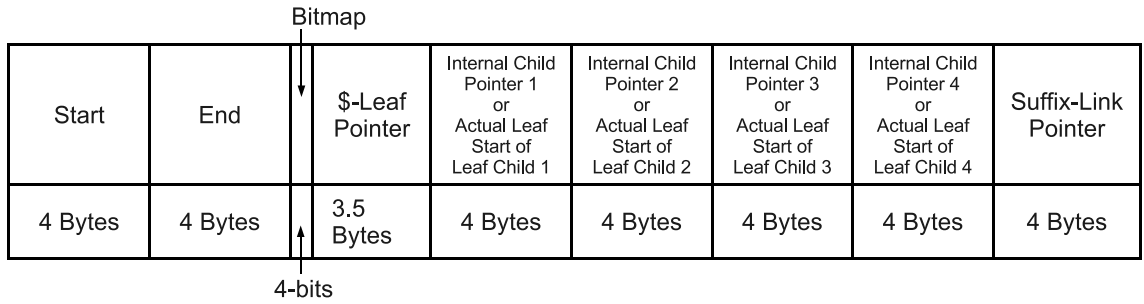 Bitmap
Start
End
$-Leaf
Pointer
Internal Child
Pointer 1
or
Actual Leaf
Start of
Leaf Child 1
Internal Child
Pointer 2
or
Actual Leaf
Start of
Leaf Child 2
Internal Child
Pointer 3
or
Actual Leaf
Start of
Leaf Child 3
Internal Child
Pointer 4
or
Actual Leaf
Start of
Leaf Child 4
Suffix-Link
Pointer
4 Bytes
4 Bytes
3.5
Bytes
4 Bytes
4 Bytes
4 Bytes
4 Bytes
4 Bytes
4-bits